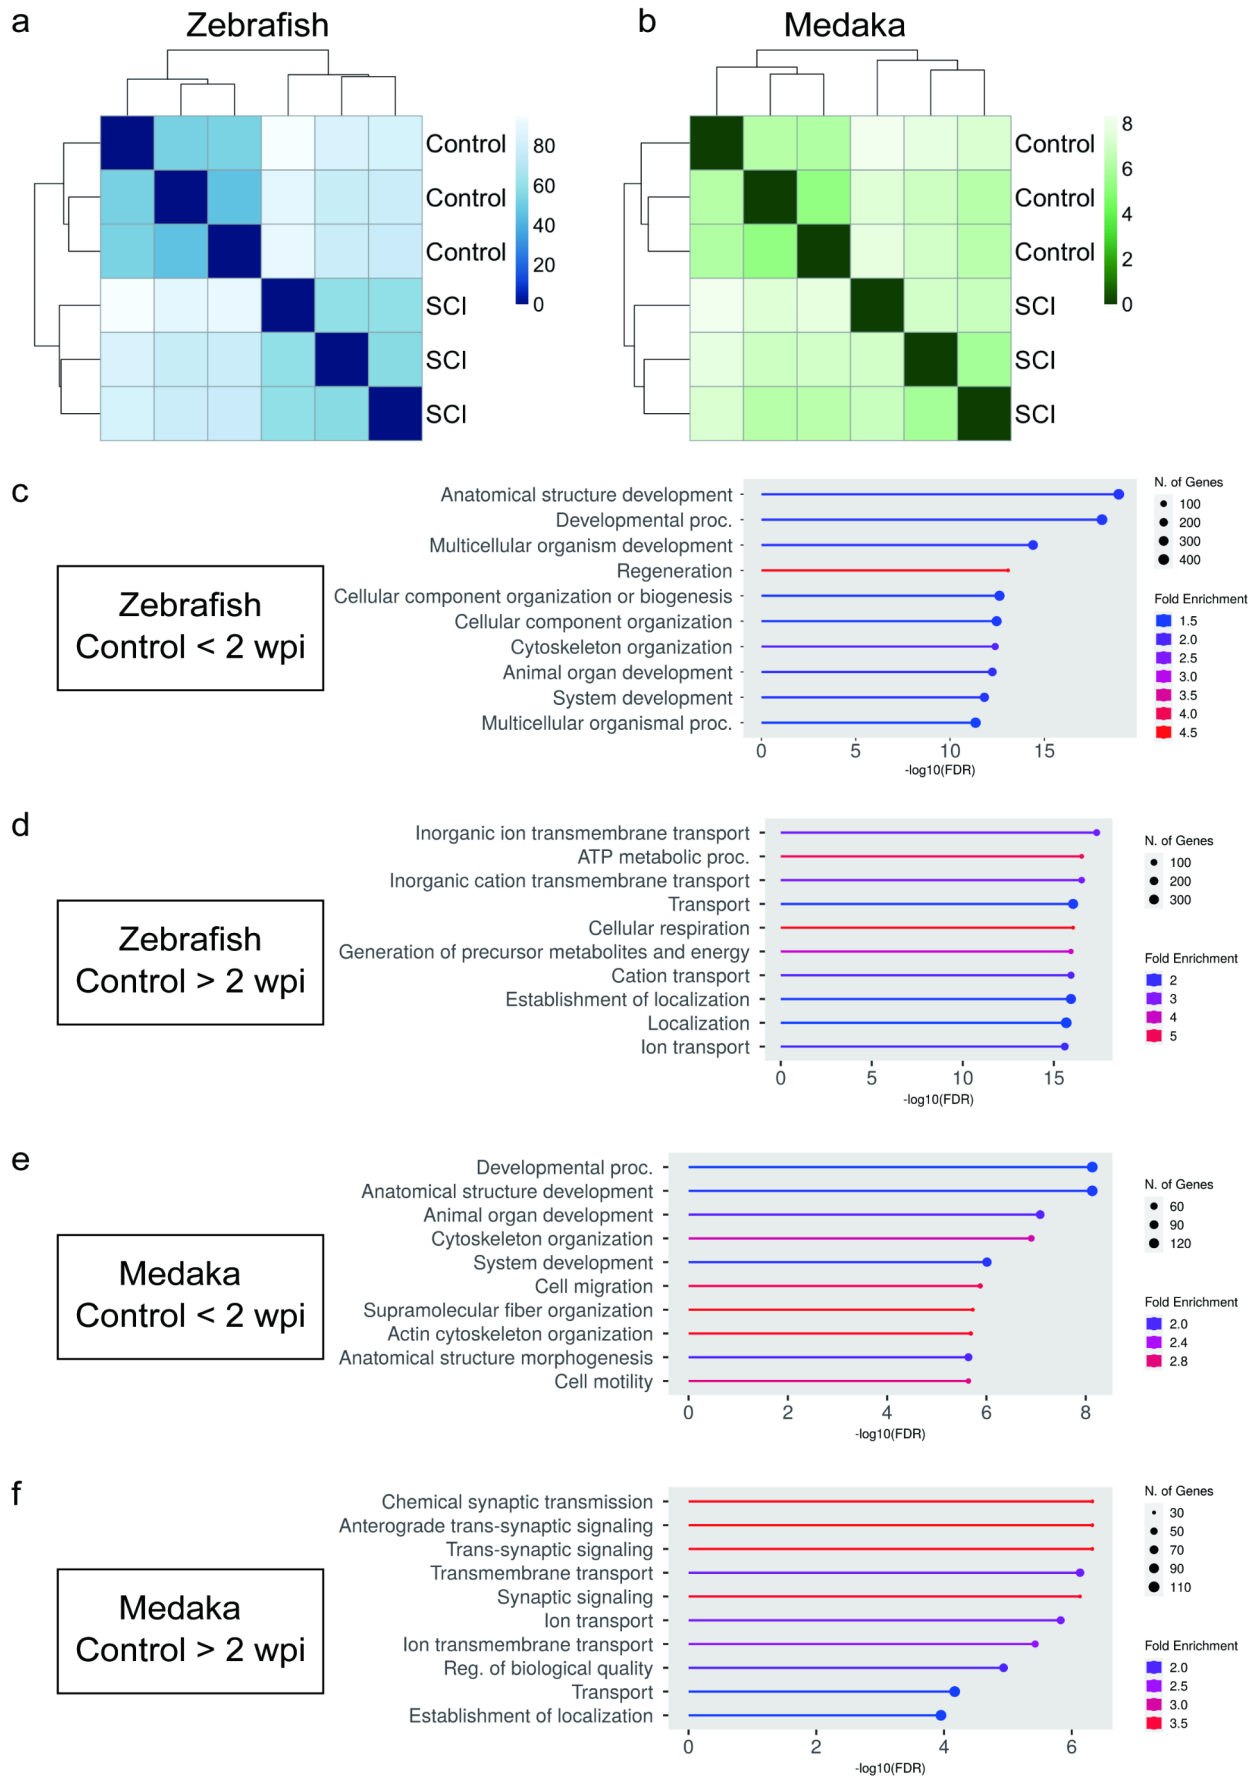 a
Zebrafish
b
Medaka
Control
Control
Control
SCI
SCI
SCI
80
60
40
20
0
Control
Control
Control
SCI
SCI
SCI
8
6
4
2
0
c
Zebrafish
Control < 2 wpi
Anatomical structure development
Developmental proc.
Multicellular organism development
Regeneration
Cellular component organization or biogenesis
Cellular component organization
Cytoskeleton organization
Animal organ development
System development
Multicellular organismal proc.
0 5 10 15
-log10(FDR)
N. of Genes
100
200
300
400
Fold Enrichment
1.5
2.0
2.5
3.0
3.5
4.0
4.5
d
Zebrafish
Control > 2 wpi
Inorganic ion transmembrane transport
ATP metabolic proc.
Inorganic cation transmembrane transport
Transport
Cellular respiration
Generation of precursor metabolites and energy
Cation transport
Establishment of localization
Localization
Ion transport
0 5 10 15
-log10(FDR)
N. of Genes
100
200
300
Fold Enrichment
2
3
4
5
e
Medaka
Control < 2 wpi
Developmental proc.
Anatomical structure development
Animal organ development
Cytoskeleton organization
System development
Cell migration
Supramolecular fiber organization
Actin cytoskeleton organization
Anatomical structure morphogenesis
Cell motility
0 2 4 6 8
-log10(FDR)
N. of Genes
60
90
120
Fold Enrichment
2.0
2.4
2.8
f
Medaka
Control > 2 wpi
Chemical synaptic transmission
Anterograde trans-synaptic signaling
Trans-synaptic signaling
Transmembrane transport
Synaptic signaling
Ion transport
Ion transmembrane transport
Reg. of biological quality
Transport
Establishment of localization
0 2 4 6
-log10(FDR)
N. of Genes
30
50
70
90
110
Fold Enrichment
2.0
2.5
3.0
3.5